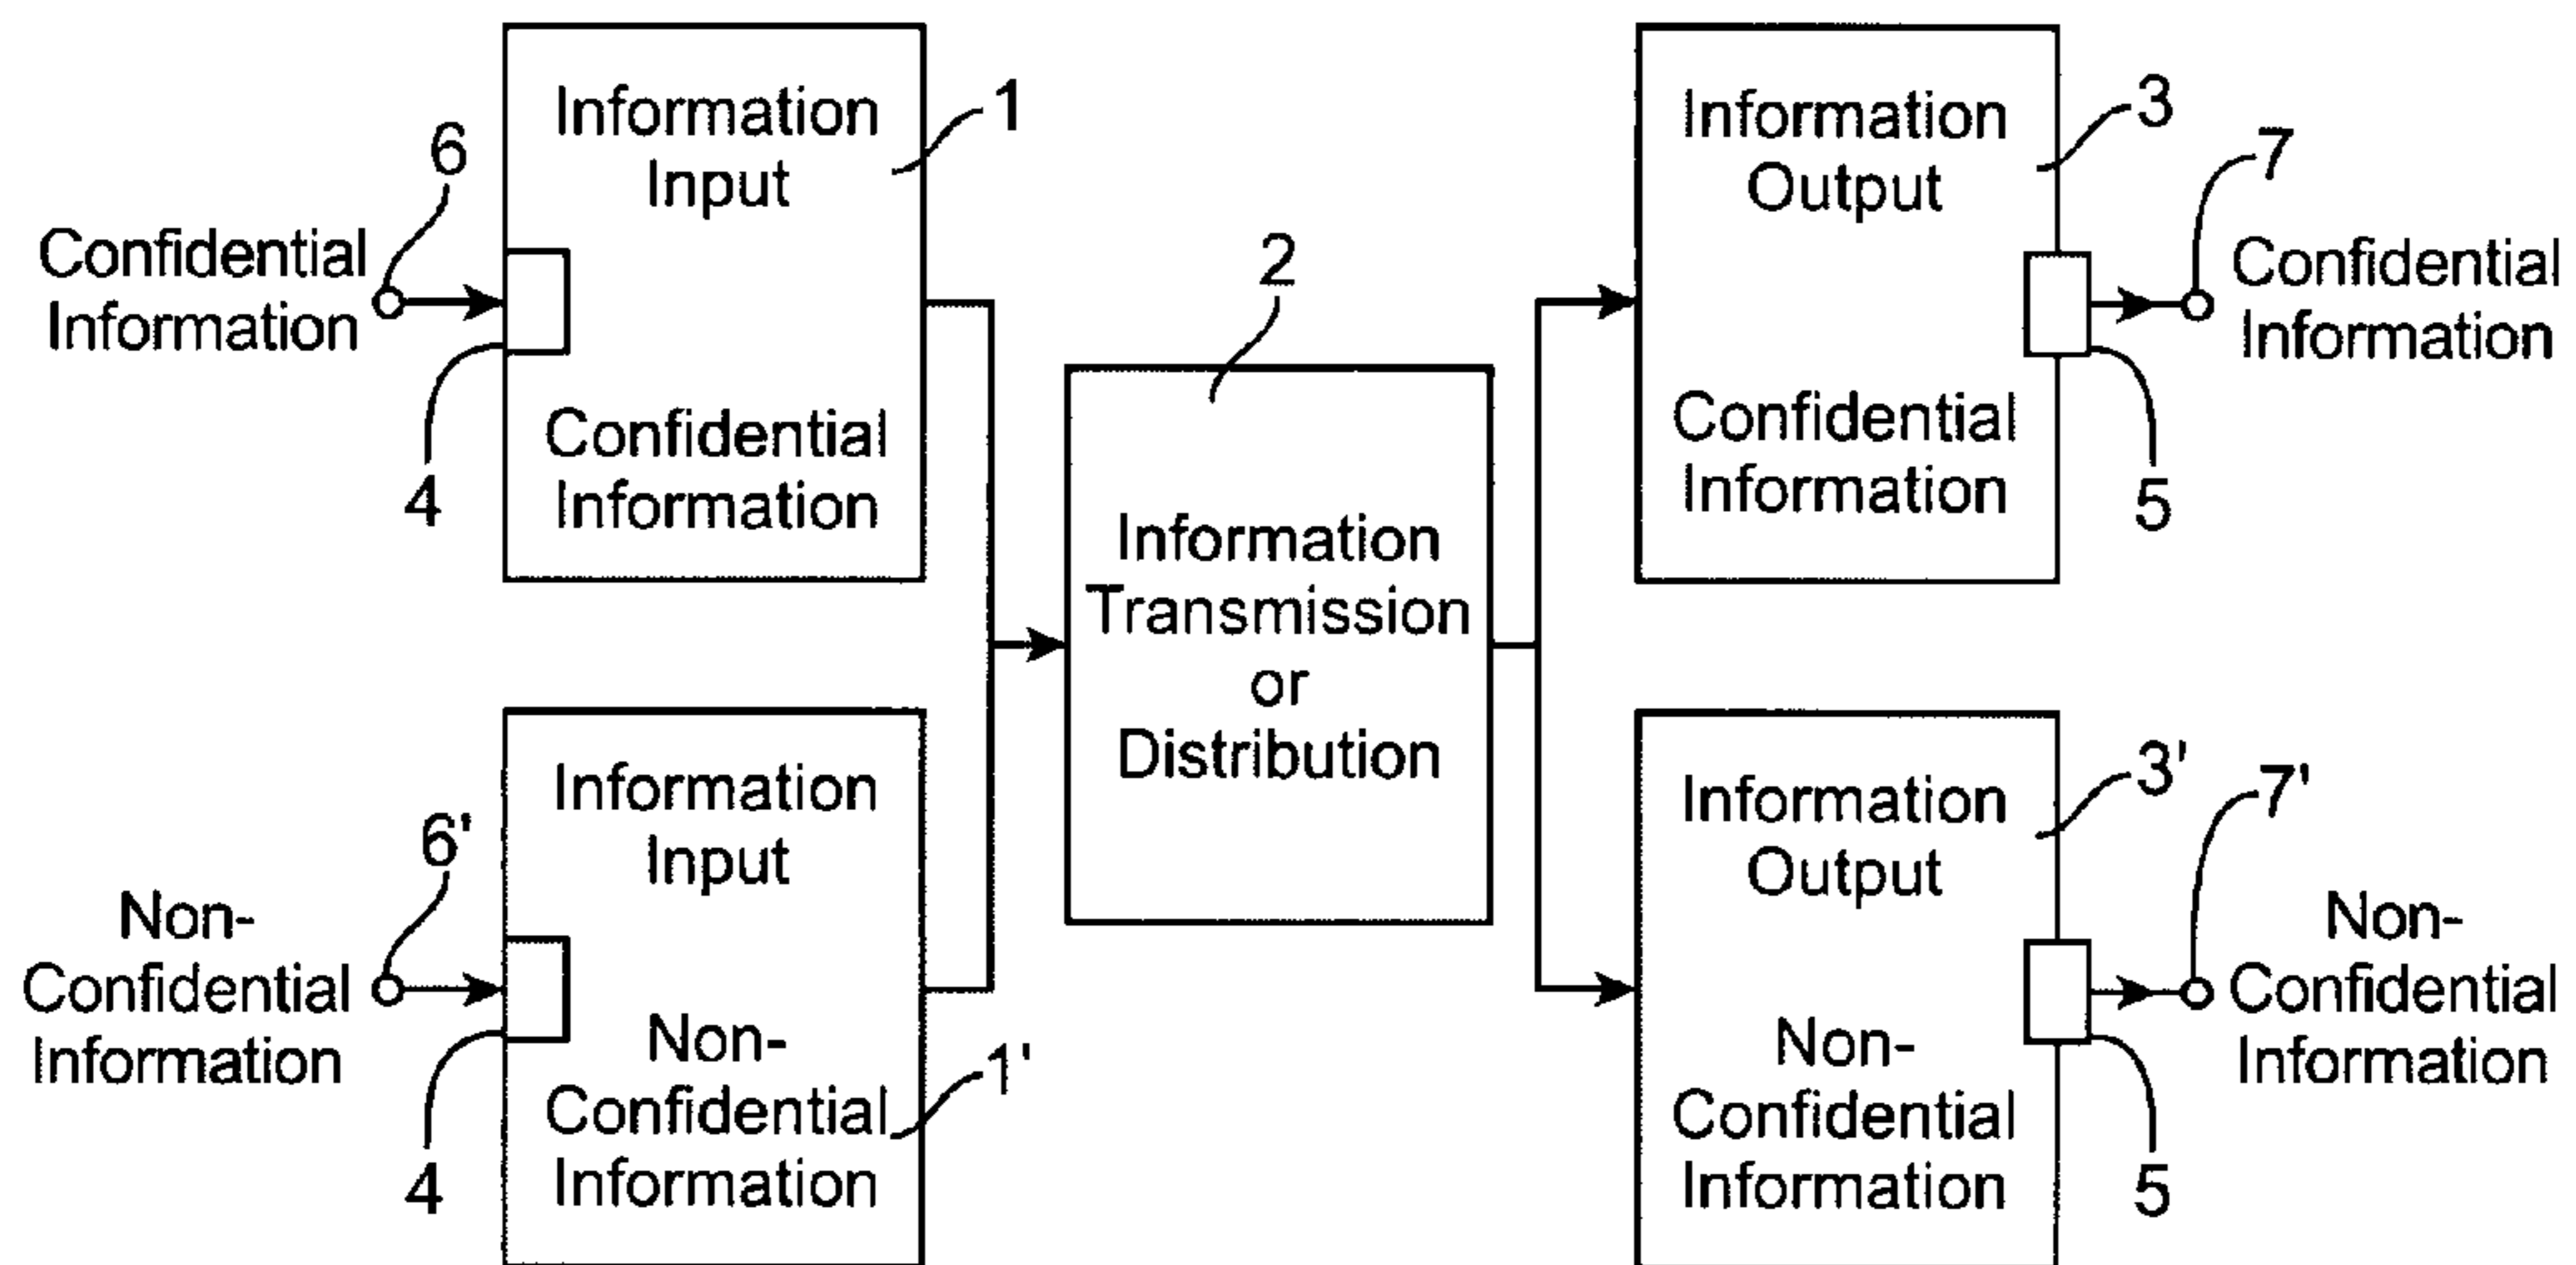 1
Information
Input
6
Confidential
Information
4
Confidential
Information
2
Information
Transmission
or
Distribution
3
Information
Output
7
Confidential
Information
Confidential
Information
5
Information
Input
6'
Non-
Confidential
Information
4
Non-
Confidential
Information
1'
3'
Information
Output
7'
Non-
Confidential
Information
Non-
Confidential
Information
5